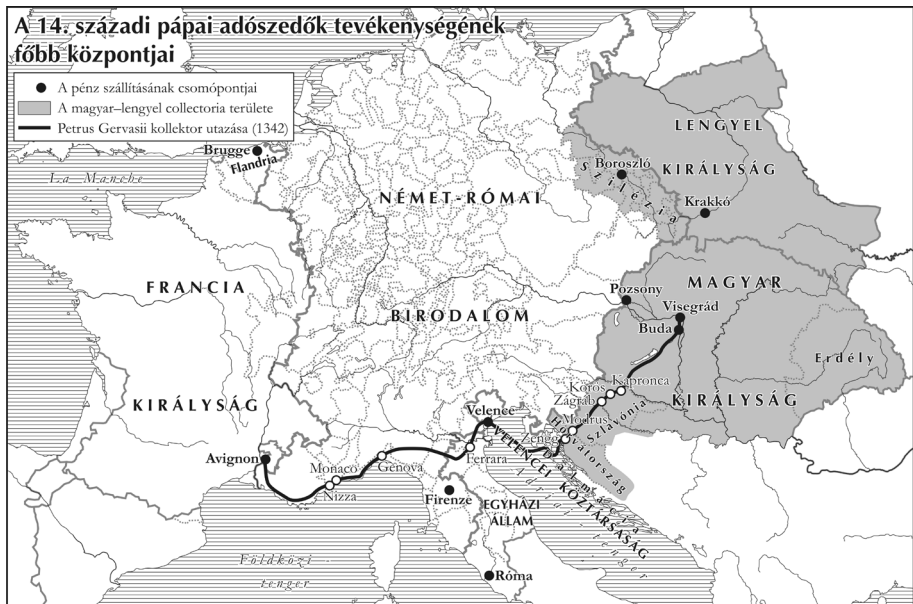 A 14. századi pápai adószedők tevékenységének
főbb központjai
A pénz szállításának csomópontjai
A magyar–lengyel collectoria területe
Petrus Gervasii kollektor utazása (1342)
Brugge
Flandria
La Manche
LENGYEL
KIRÁLYSÁG
Boroszló
Szilézia
Krakkó
NÉMET-RÓMAI
BIRODALOM
FRANCIA
KIRÁLYSÁG
MAGYAR
KIRÁLYSÁG
Pozsony
Visegrád
Buda
Erdély
Kapronca
Kőrös
Zágráb
Szlavónia
Modrus
Horvátország
Zengg
Dalmácia
Velence
VELENCEI KÖZTÁRSASÁG
Adriai-tenger
Ferrara
Avignon
Monaco
Nizza
Genova
Firenze
EGYHÁZI
ÁLLAM
Róma
Földközi-
tenger